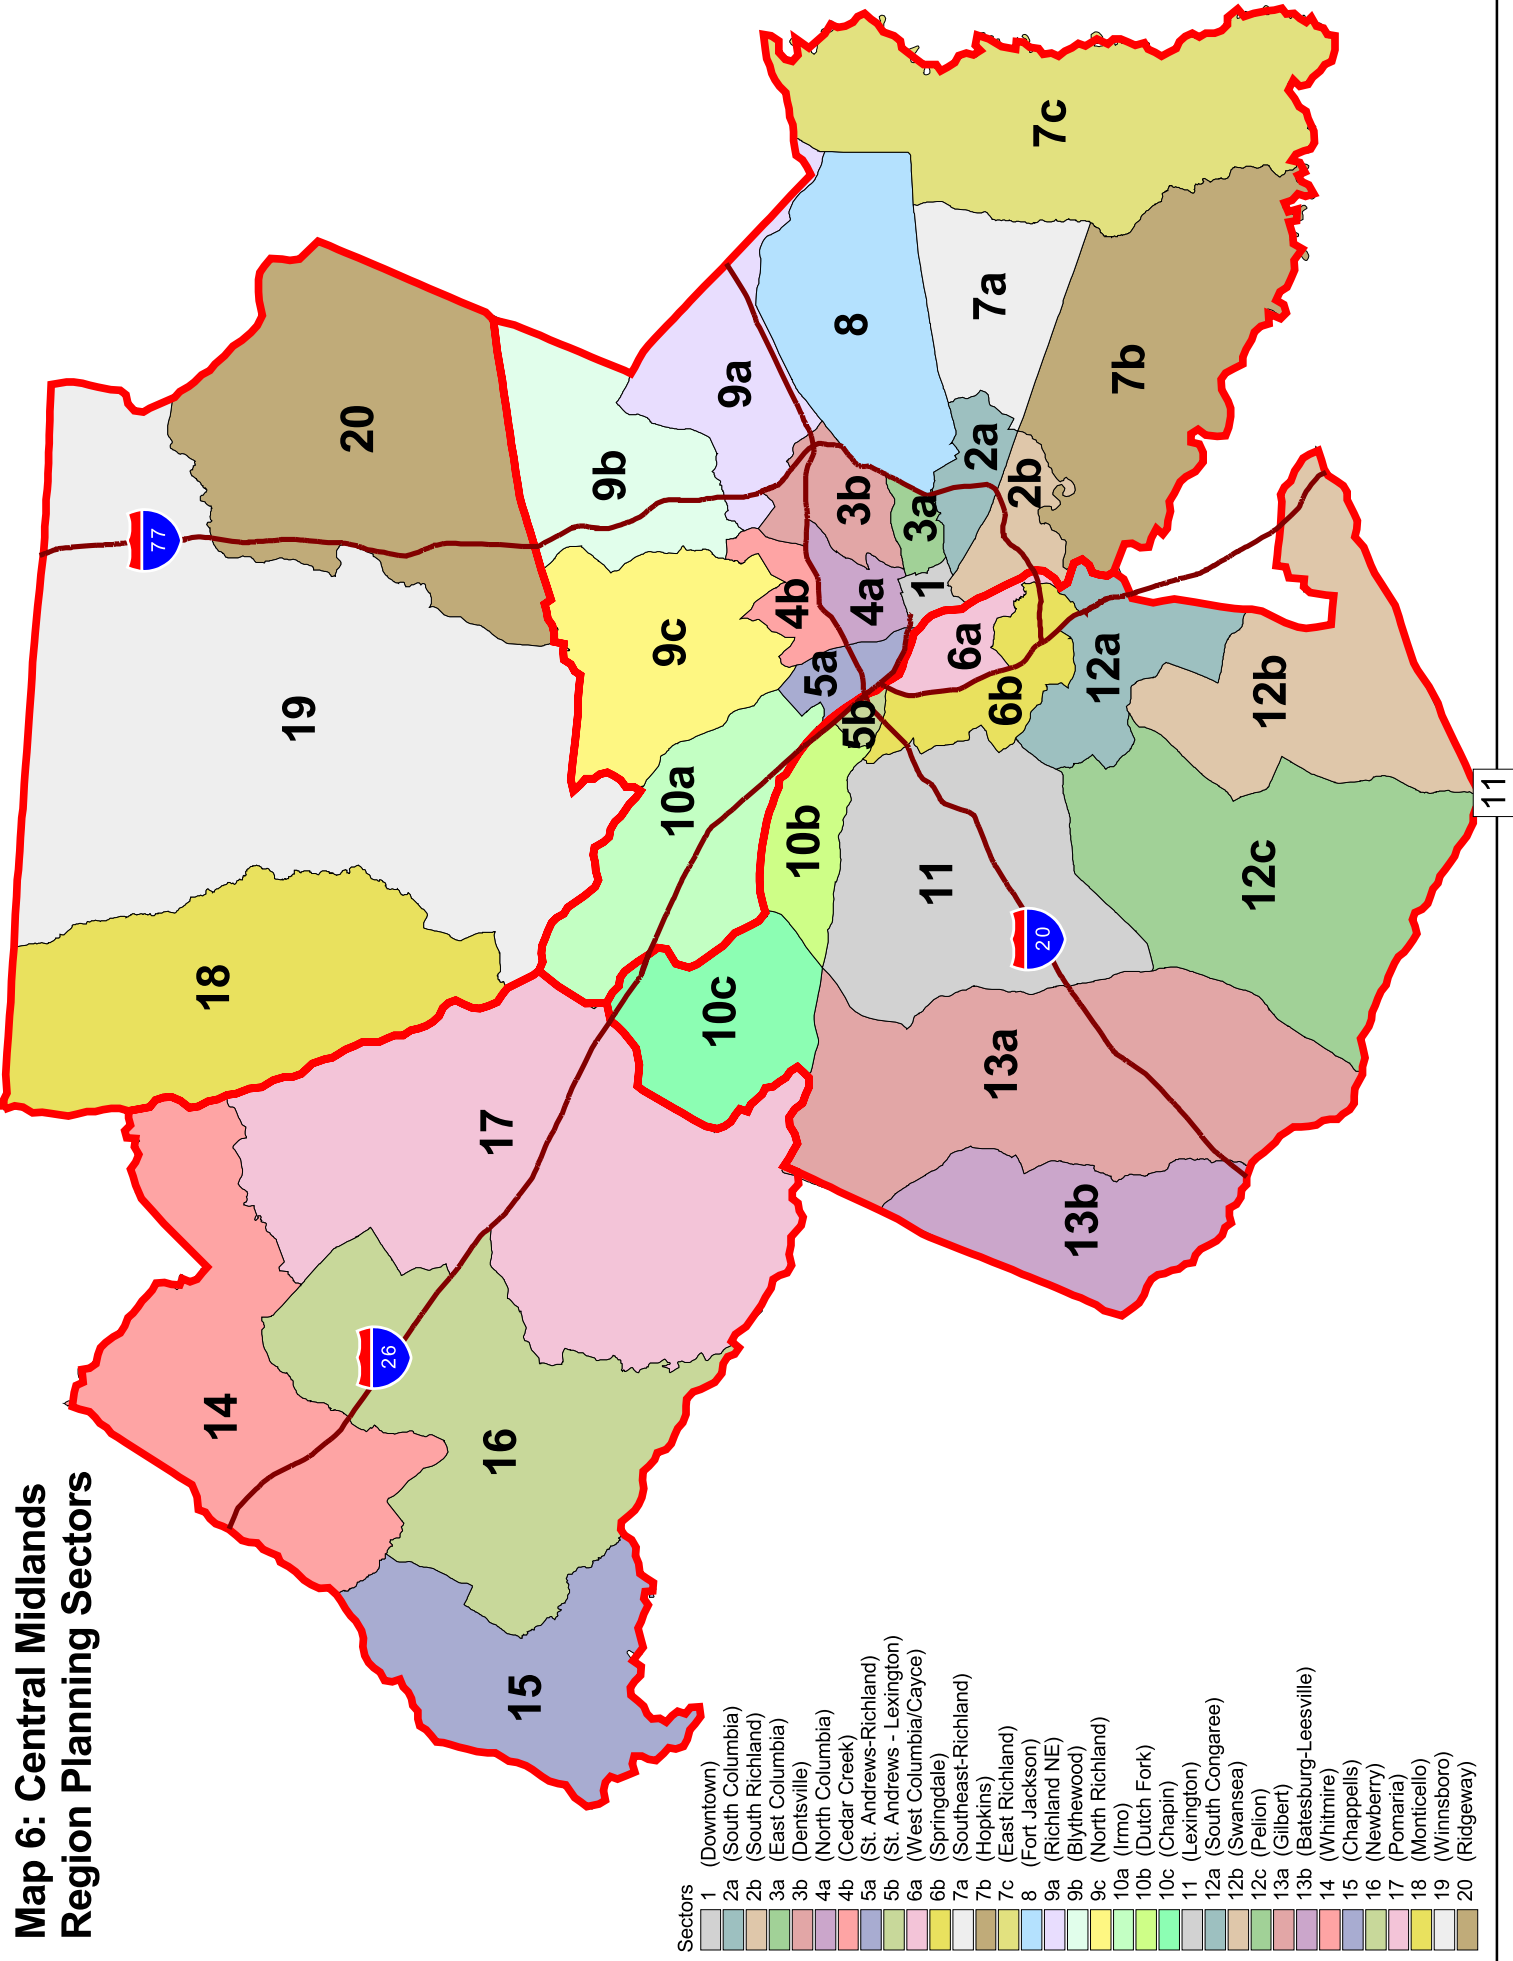 Map 6: Central Midlands
Region Planning Sectors
77
26
20
1
2a
2b
3a
3b
4a
4b
5a
5b
6a
6b
7a
7b
7c
8
9a
9b
9c
10a
10b
10c
11
12a
12b
12c
13a
13b
14
15
16
17
18
19
20
Sectors
1 (Downtown)
2a (South Columbia)
2b (South Richland)
3a (East Columbia)
3b (Dentsville)
4a (North Columbia)
4b (Cedar Creek)
5a (St. Andrews-Richland)
5b (St. Andrews - Lexington)
6a (West Columbia/Cayce)
6b (Springdale)
7a (Southeast-Richland)
7b (Hopkins)
7c (East Richland)
8 (Fort Jackson)
9a (Richland NE)
9b (Blythewood)
9c (North Richland)
10a (Irmo)
10b (Dutch Fork)
10c (Chapin)
11 (Lexington)
12a (South Congaree)
12b (Swansea)
12c (Pelion)
13a (Gilbert)
13b (Batesburg-Leesville)
14 (Whitmire)
15 (Chappells)
16 (Newberry)
17 (Pomaria)
18 (Monticello)
19 (Winnsboro)
20 (Ridgeway)
11